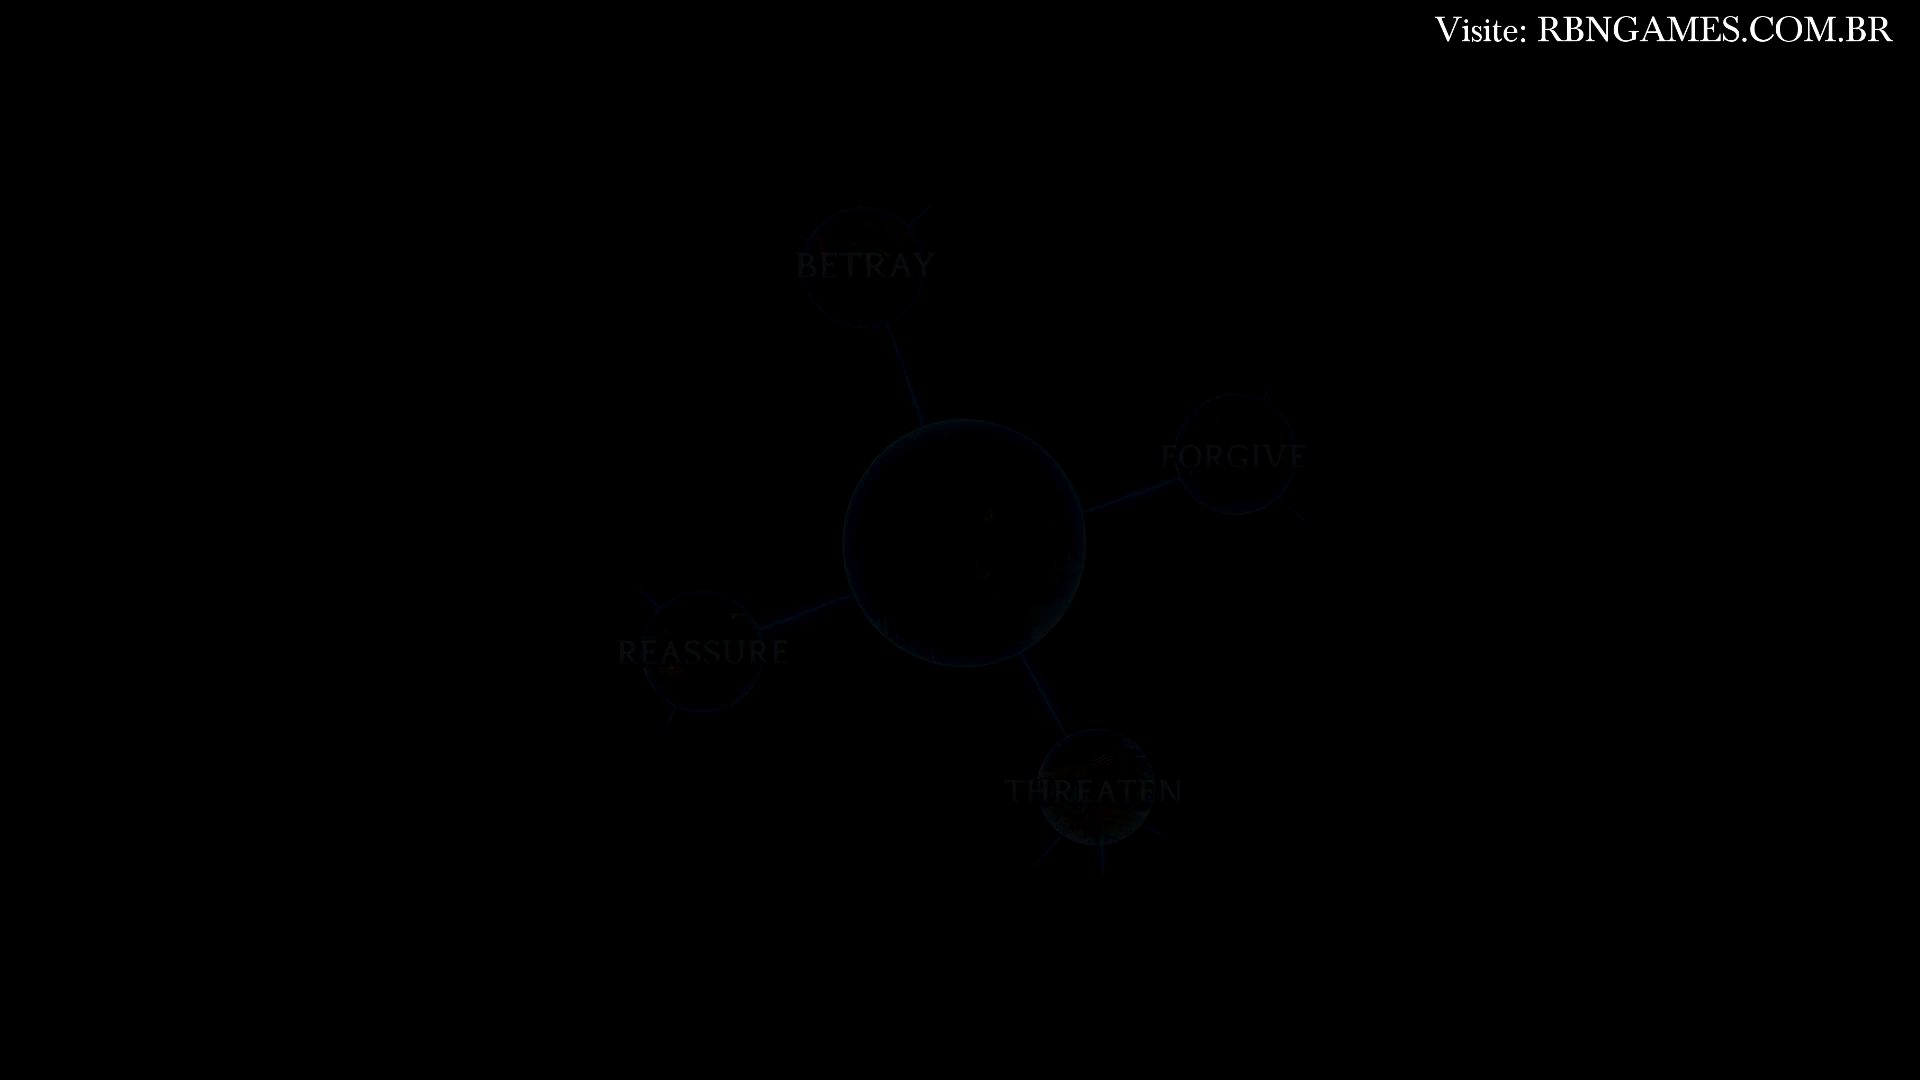 Visite: RBNGAMES.COM.BR
BETRAY
FORGIVE
REASSURE
THREATEN